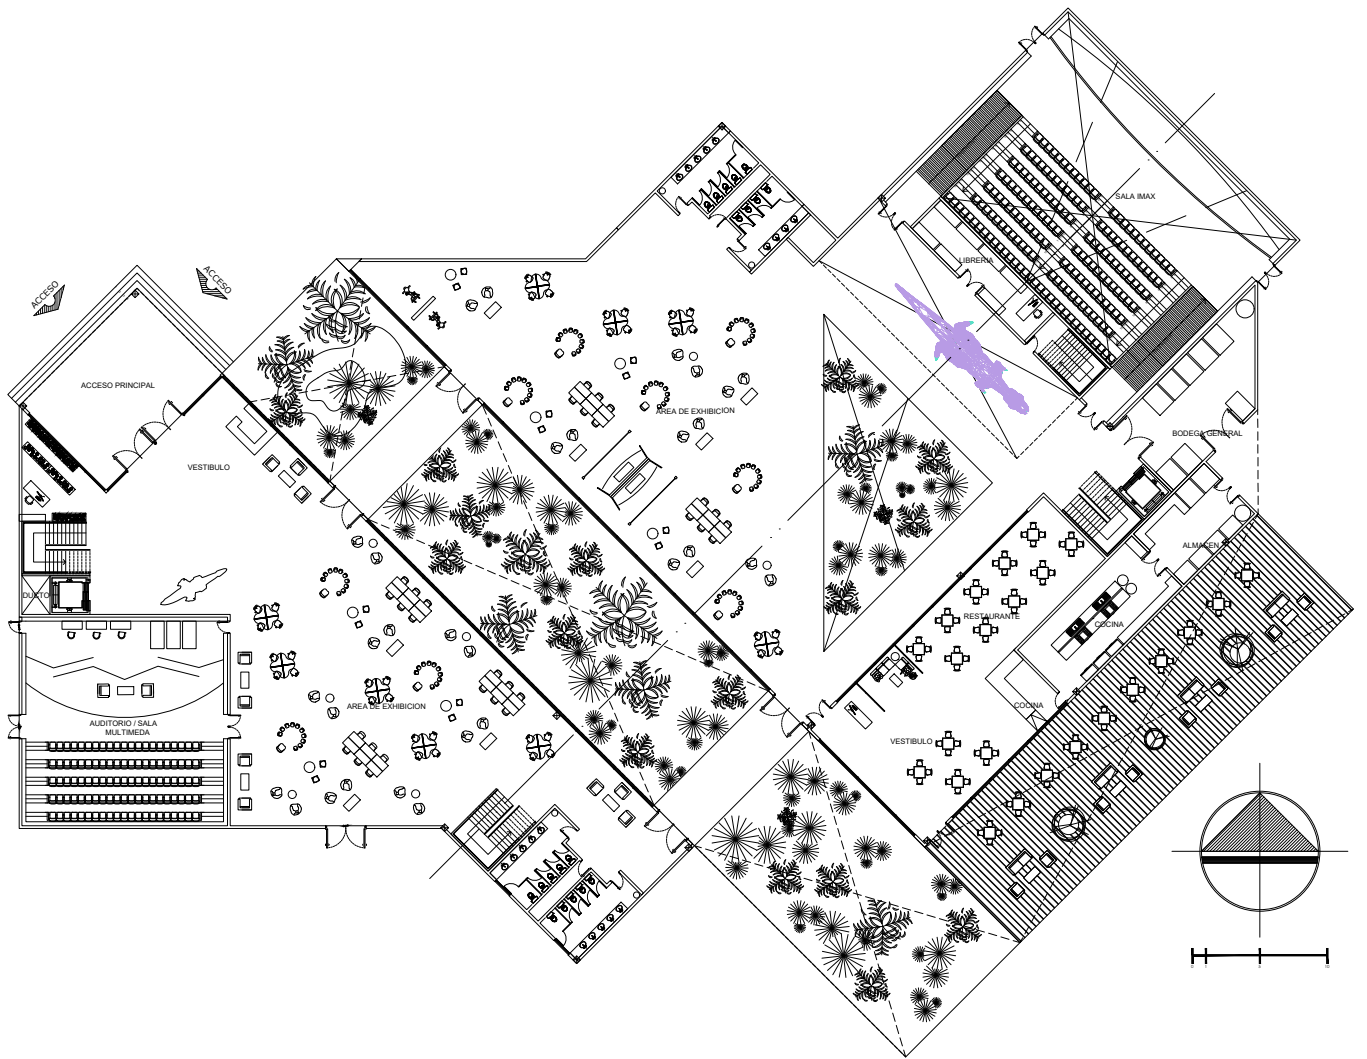 SALA IMAX
LIBRERIA
ACCESO
ACCESO
ACCESO PRINCIPAL
AREA DE EXHIBICION
BODEGA GENERAL
VESTIBULO
ALMACEN
DUCTO
RESTAURANTE
COCINA
COCINA
AREA DE EXHIBICION
AUDITORIO / SALA
MULTIMEDA
VESTIBULO